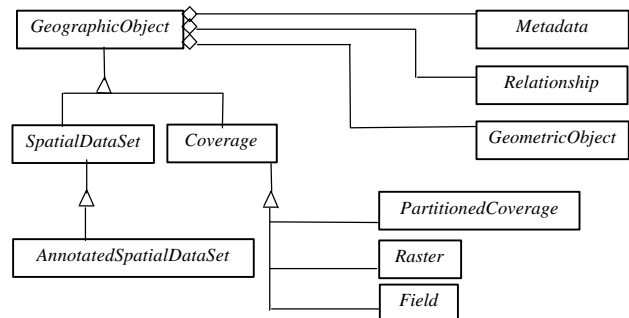 GeographicObject
Metadata
Relationship
GeometricObject
SpatialDataSet
Coverage
PartitionedCoverage
AnnotatedSpatialDataSet
Raster
Field